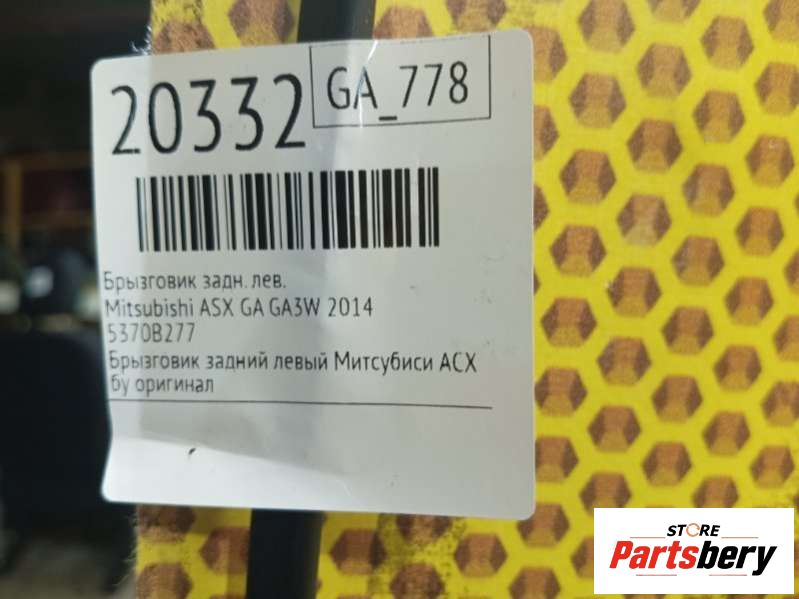 20332
GA_778
Брызговик задн. лев.
Mitsubishi ASX GA GA3W 2014
5370B277
Брызговик задний левый Митсубиси АСХ
бу оригинал
STORE
Partsbery